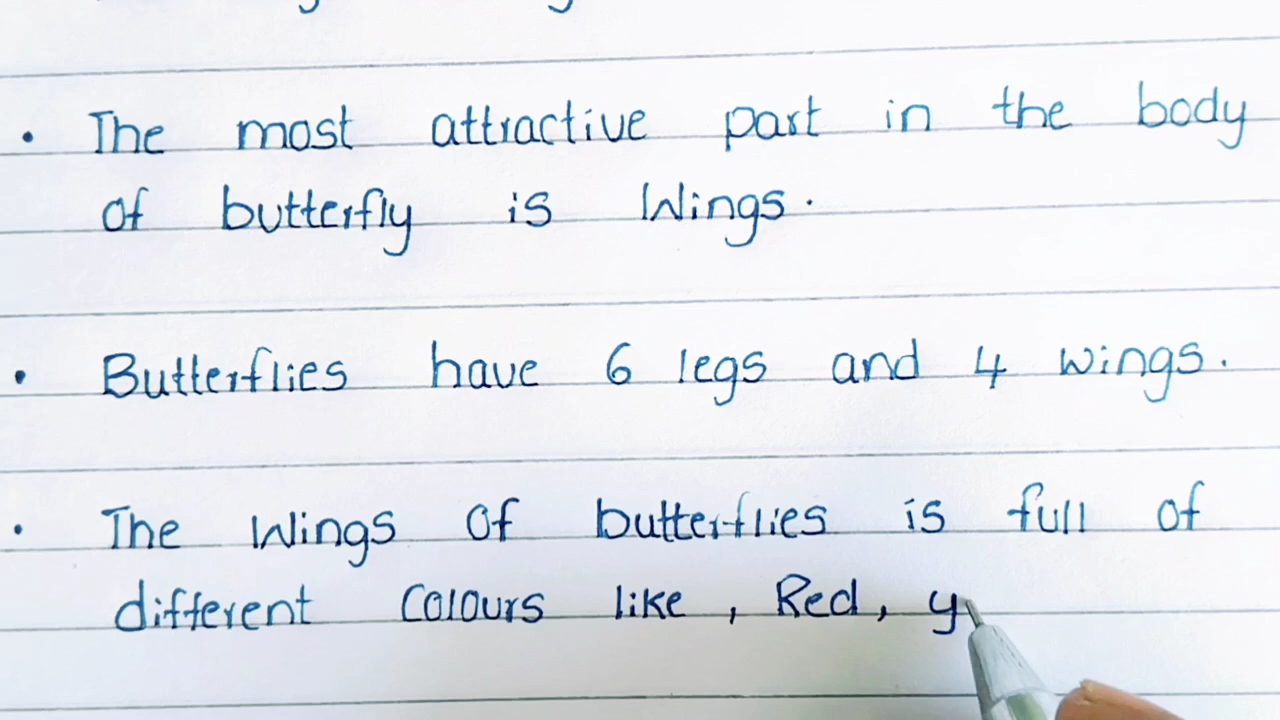 • The most attractive part in the body
of butterfly is Wings.
• Butterflies have 6 legs and 4 wings.
• The Wings Of butterflies is full of
different Colours like , Red, y